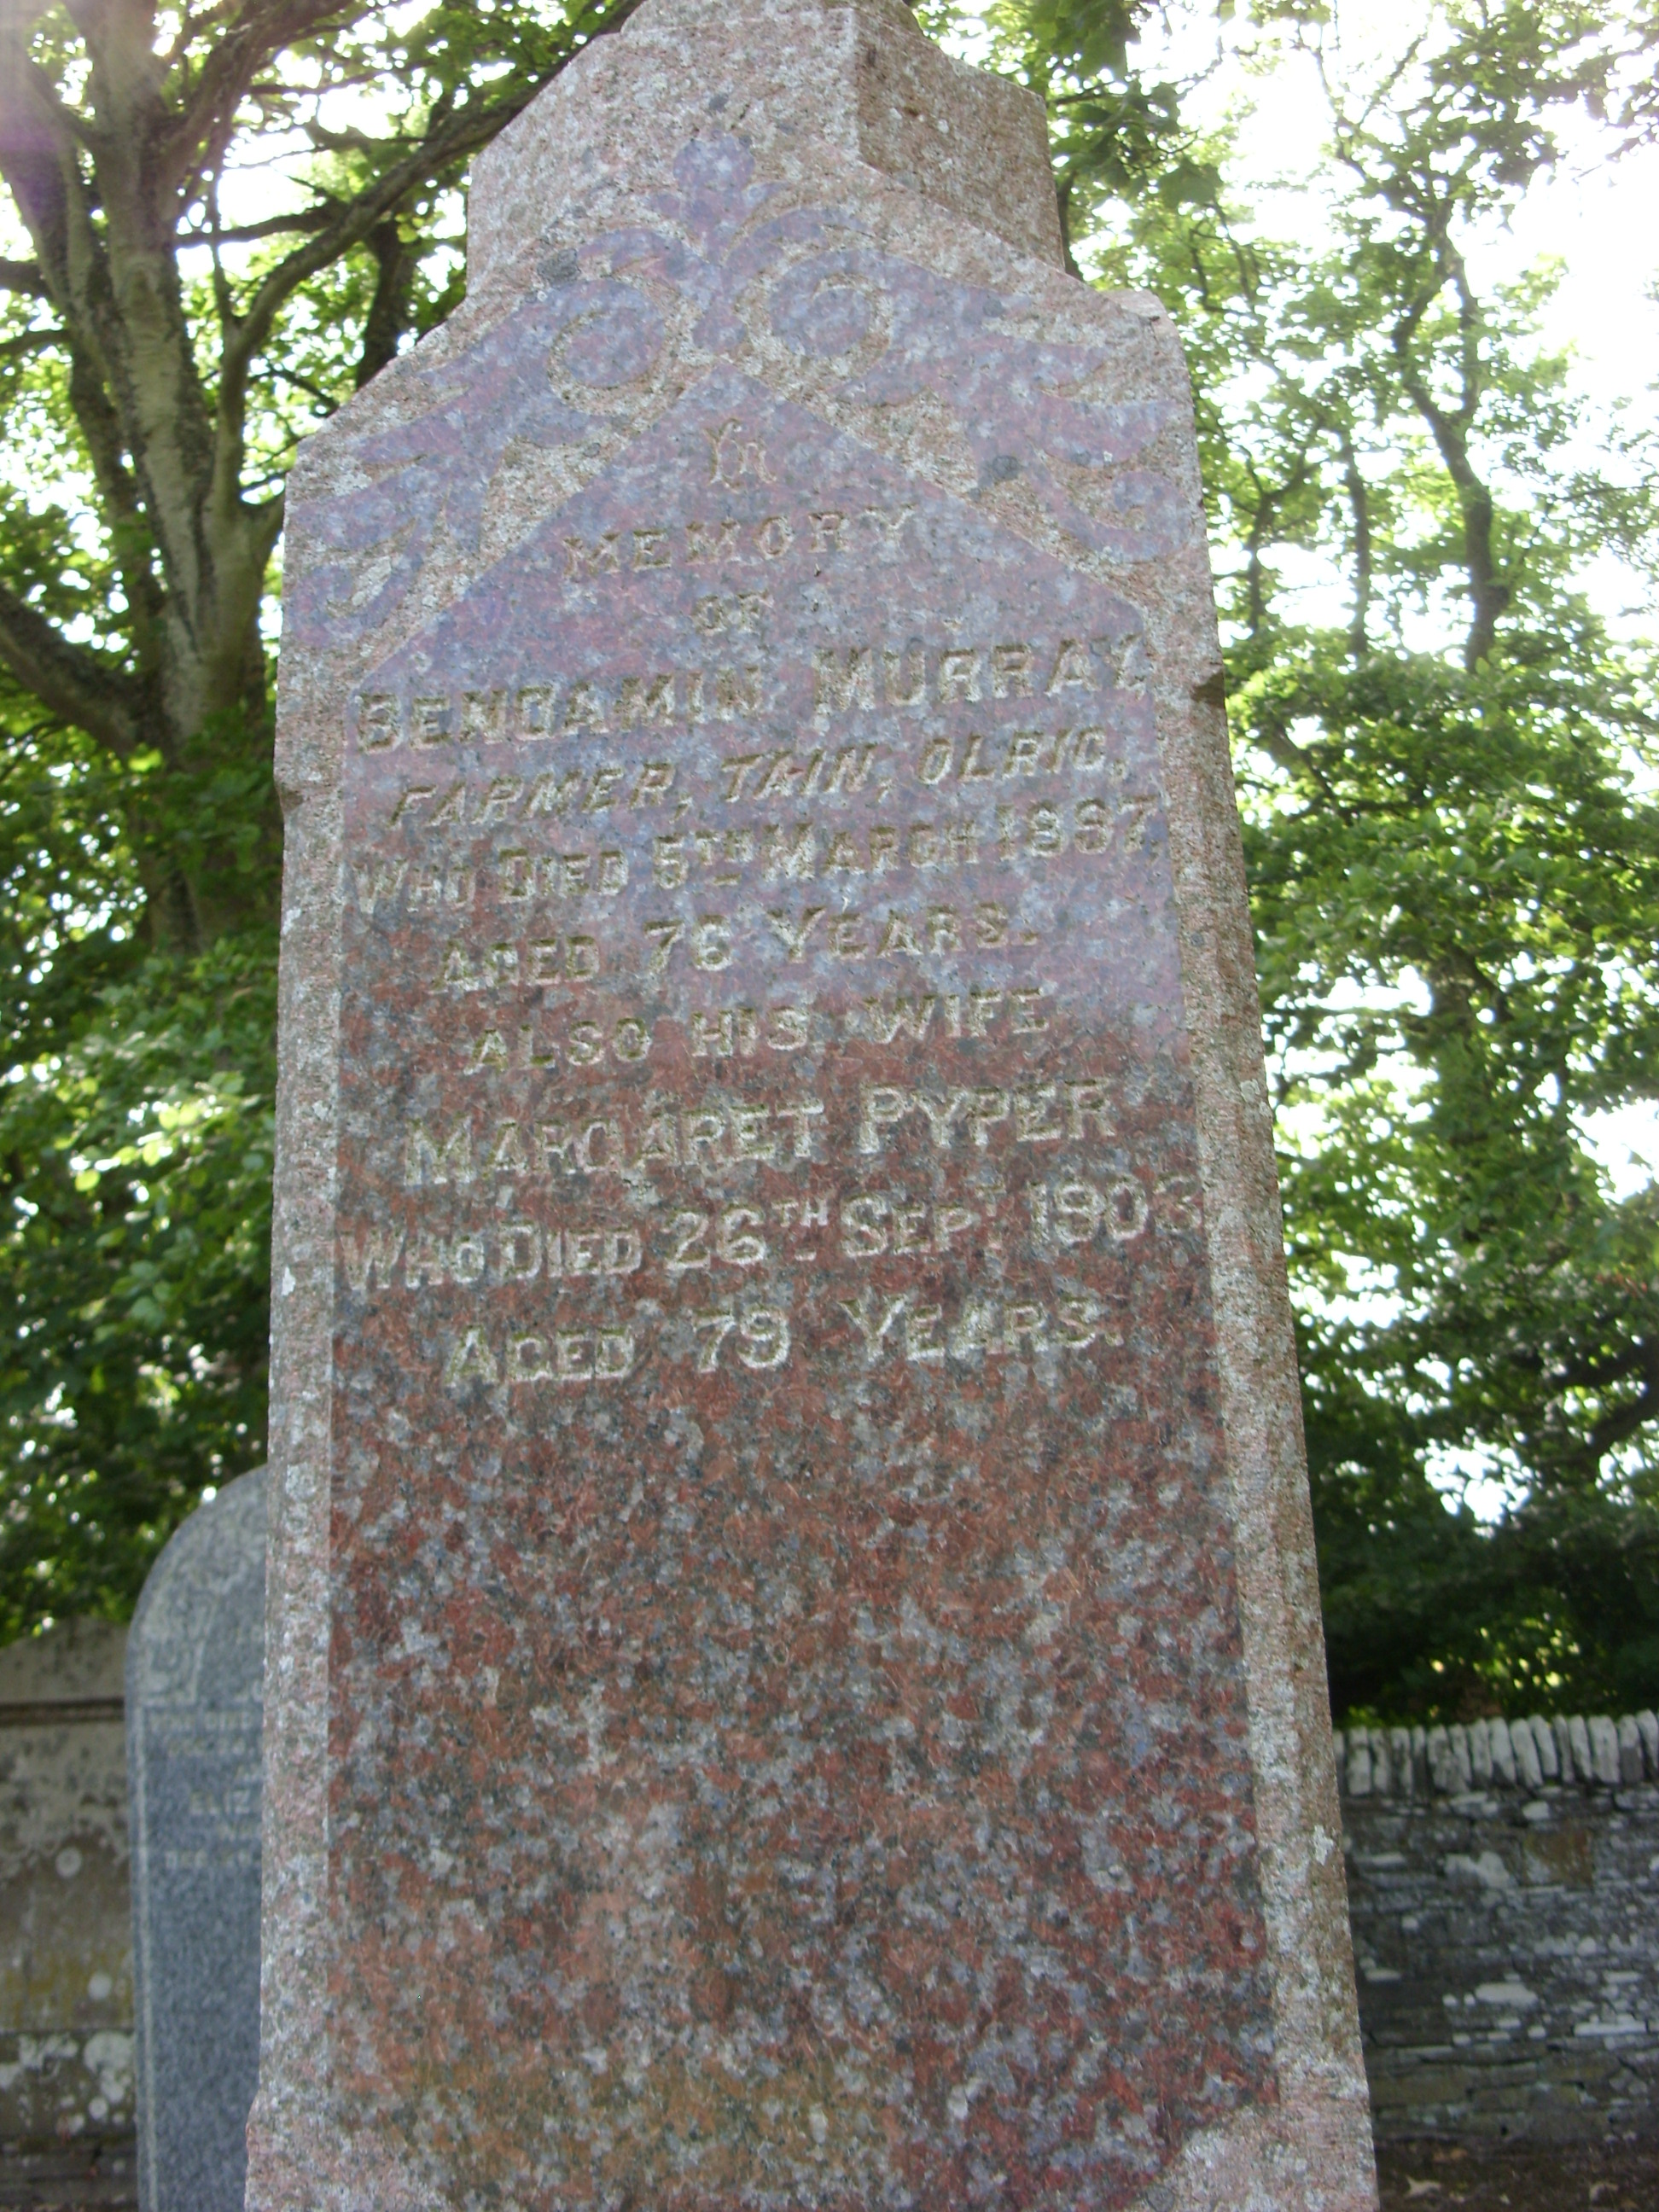 In
MEMORY
OF
BENJAMIN MURRAY,
FARMER, TAIN, OLRIG,
WHO DIED 5TH MARCH
AGED 76 YEARS.
ALSO HIS WIFE
MARGARET PYPER
WHO DIED 26TH SEPT. 1903
AGED 79 YEARS.